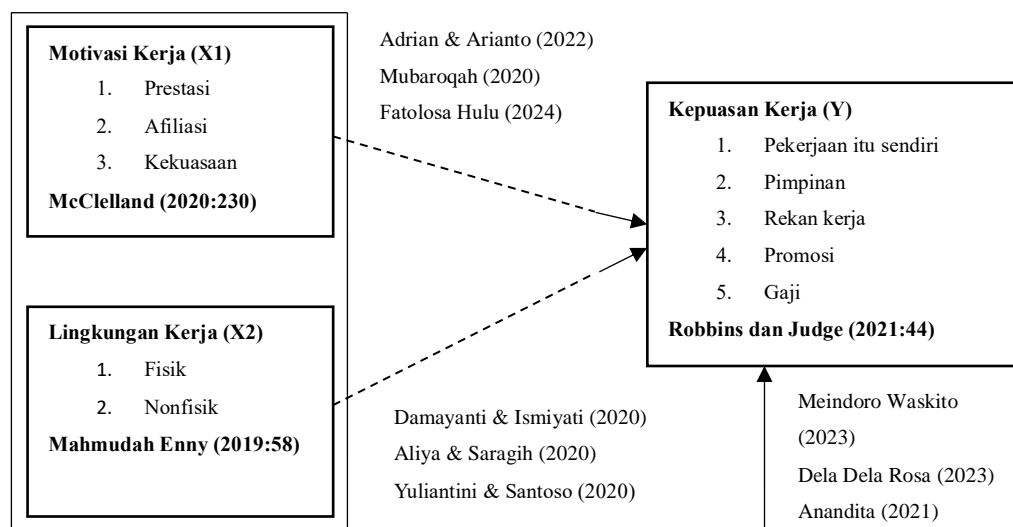 Motivasi Kerja (X1)
1. Prestasi
2. Afiliasi
3. Kekuasaan
McClelland (2020:230)
Adrian & Arianto (2022)
Mubaroqah (2020)
Fatolosa Hulu (2024)
Kepuasan Kerja (Y)
1. Pekerjaan itu sendiri
2. Pimpinan
3. Rekan kerja
4. Promosi
5. Gaji
Robbins dan Judge (2021:44)
Lingkungan Kerja (X2)
1. Fisik
2. Nonfisik
Mahmudah Enny (2019:58)
Damayanti & Ismiyati (2020)
Aliya & Saragih (2020)
Yuliantini & Santoso (2020)
Meindoro Waskito
(2023)
Dela Dela Rosa (2023)
Anandita (2021)